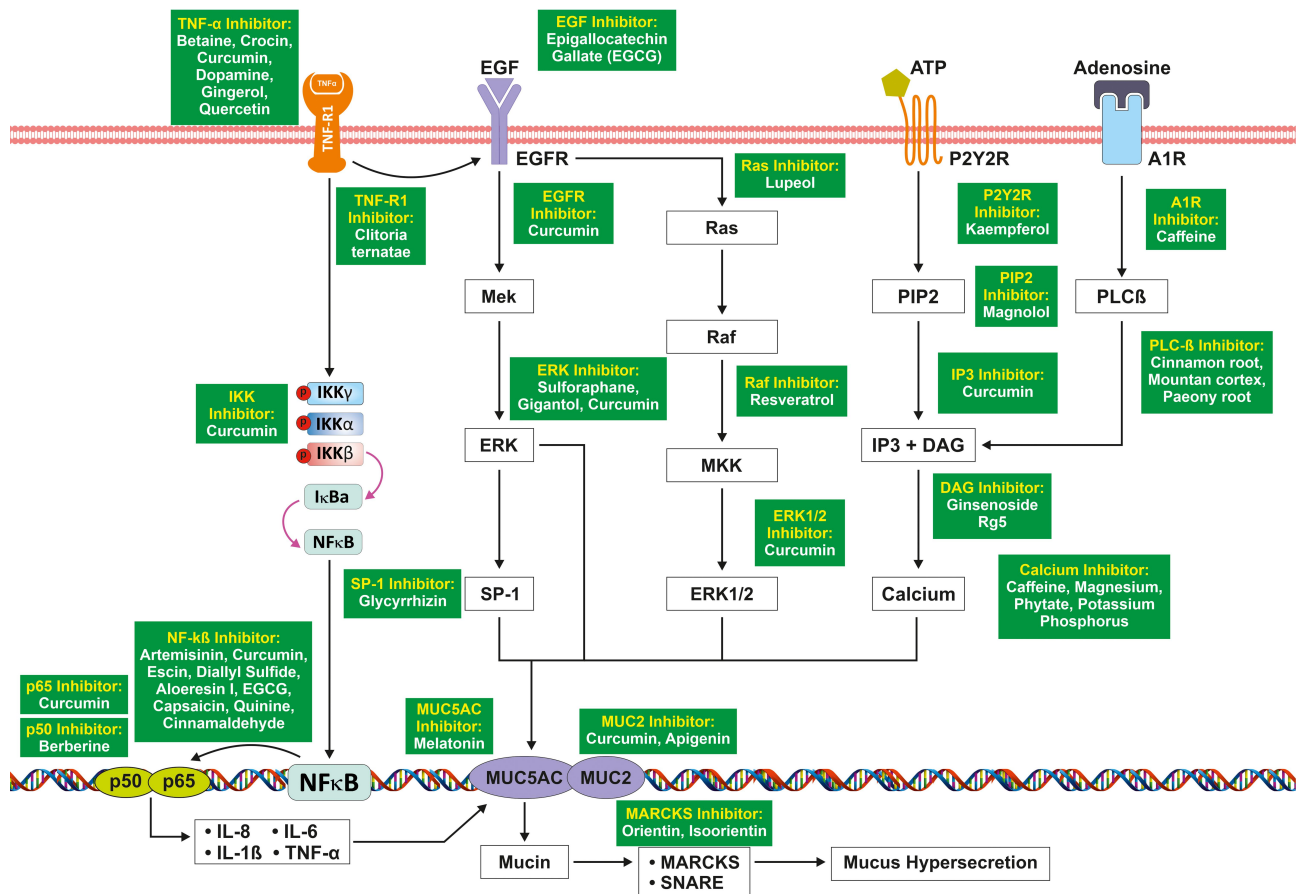 TNF-α Inhibitor:
Betaine, Crocin,
Curcumin,
Dopamine,
Gingerol,
Quercetin
TNFα
TNF-R1
EGF
EGF Inhibitor:
Epigallocatechin
Gallate (EGCG)
ATP
Adenosine
EGFR
P2Y2R
A1R
TNF-R1
Inhibitor:
Clitoria
ternatae
EGFR
Inhibitor:
Curcumin
Ras Inhibitor:
Lupeol
Ras
P2Y2R
Inhibitor:
Kaempferol
A1R
Inhibitor:
Caffeine
Mek
Raf
PIP2
PIP2
Inhibitor:
Magnolol
PLCß
IKK
Inhibitor:
Curcumin
P
IKKγ
P
IKKα
P
IKKβ
IκBa
NFκB
ERK Inhibitor:
Sulforaphane,
Gigantol, Curcumin
Raf Inhibitor:
Resveratrol
IP3 Inhibitor:
Curcumin
PLC-ß Inhibitor:
Cinnamon root,
Mountan cortex,
Paeony root
ERK
MKK
IP3 + DAG
ERK1/2
Inhibitor:
Curcumin
DAG Inhibitor:
Ginsenoside
Rg5
SP-1 Inhibitor:
Glycyrrhizin
SP-1
ERK1/2
Calcium
Calcium Inhibitor:
Caffeine, Magnesium,
Phytate, Potassium
Phosphorus
NF-kß Inhibitor:
Artemisinin, Curcumin,
Escin, Diallyl Sulfide,
Aloeresin I, EGCG,
Capsaicin, Quinine,
Cinnamaldehyde
p65 Inhibitor:
Curcumin
p50 Inhibitor:
Berberine
MUC5AC
Inhibitor:
Melatonin
MUC2 Inhibitor:
Curcumin, Apigenin
p50
p65
NFκB
MUC5AC
MUC2
MARCKS Inhibitor:
Orientin, Isoorientin
• IL-8 • IL-6
• IL-1ß • TNF-α
Mucin
• MARCKS
• SNARE
Mucus Hypersecretion